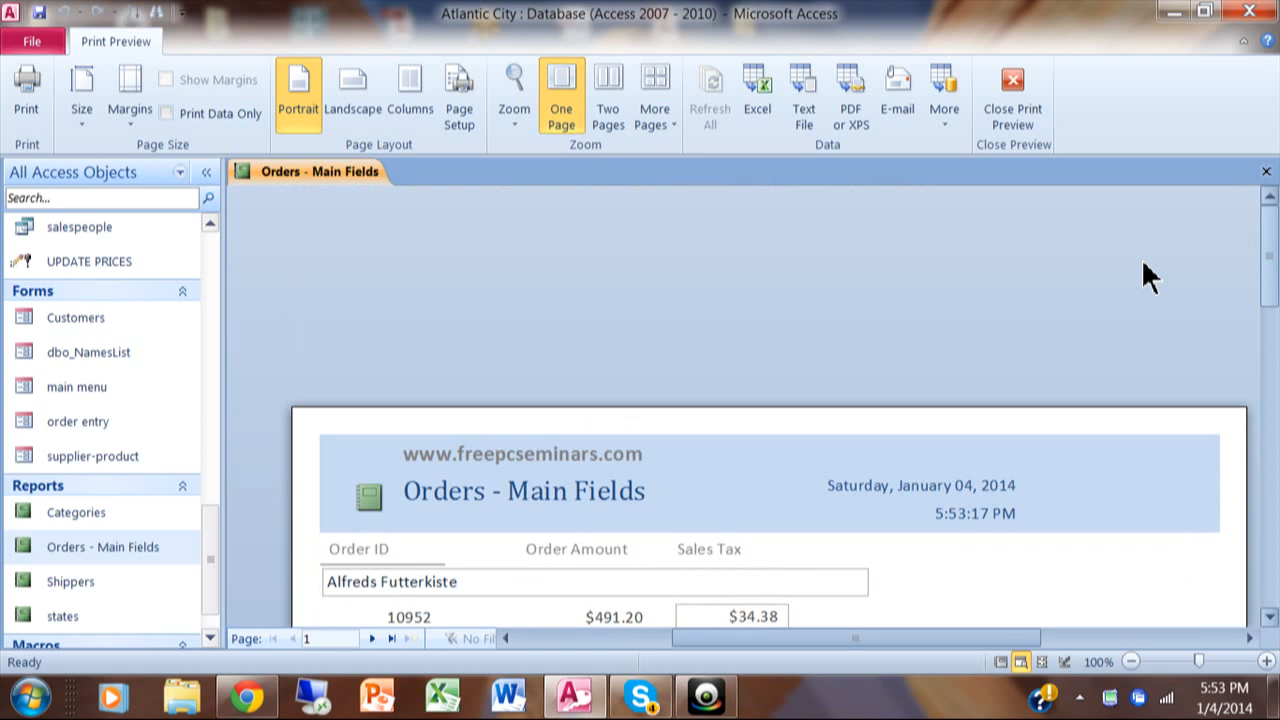 Atlantic City : Database (Access 2007 - 2010) - Microsoft Access
File
Print Preview
Print
Size
Margins
Show Margins
Print Data Only
Portrait
Landscape
Columns
Page Setup
Zoom
One Page
Two Pages
More Pages
Refresh All
Excel
Text File
PDF or XPS
E-mail
More
Close Print Preview
Print
Page Size
Page Layout
Zoom
Data
Close Preview
All Access Objects
Search...
salespeople
UPDATE PRICES
Forms
Customers
dbo_NamesList
main menu
order entry
supplier-product
Reports
Categories
Orders - Main Fields
Shippers
states
Macros
Orders - Main Fields
www.freepcseminars.com
Orders - Main Fields
Saturday, January 04, 2014
5:53:17 PM
Order ID Order Amount Sales Tax
Alfreds Futterkiste
10952 $491.20 $34.38
Page: 1 No Fil
Ready
100%
5:53 PM
1/4/2014